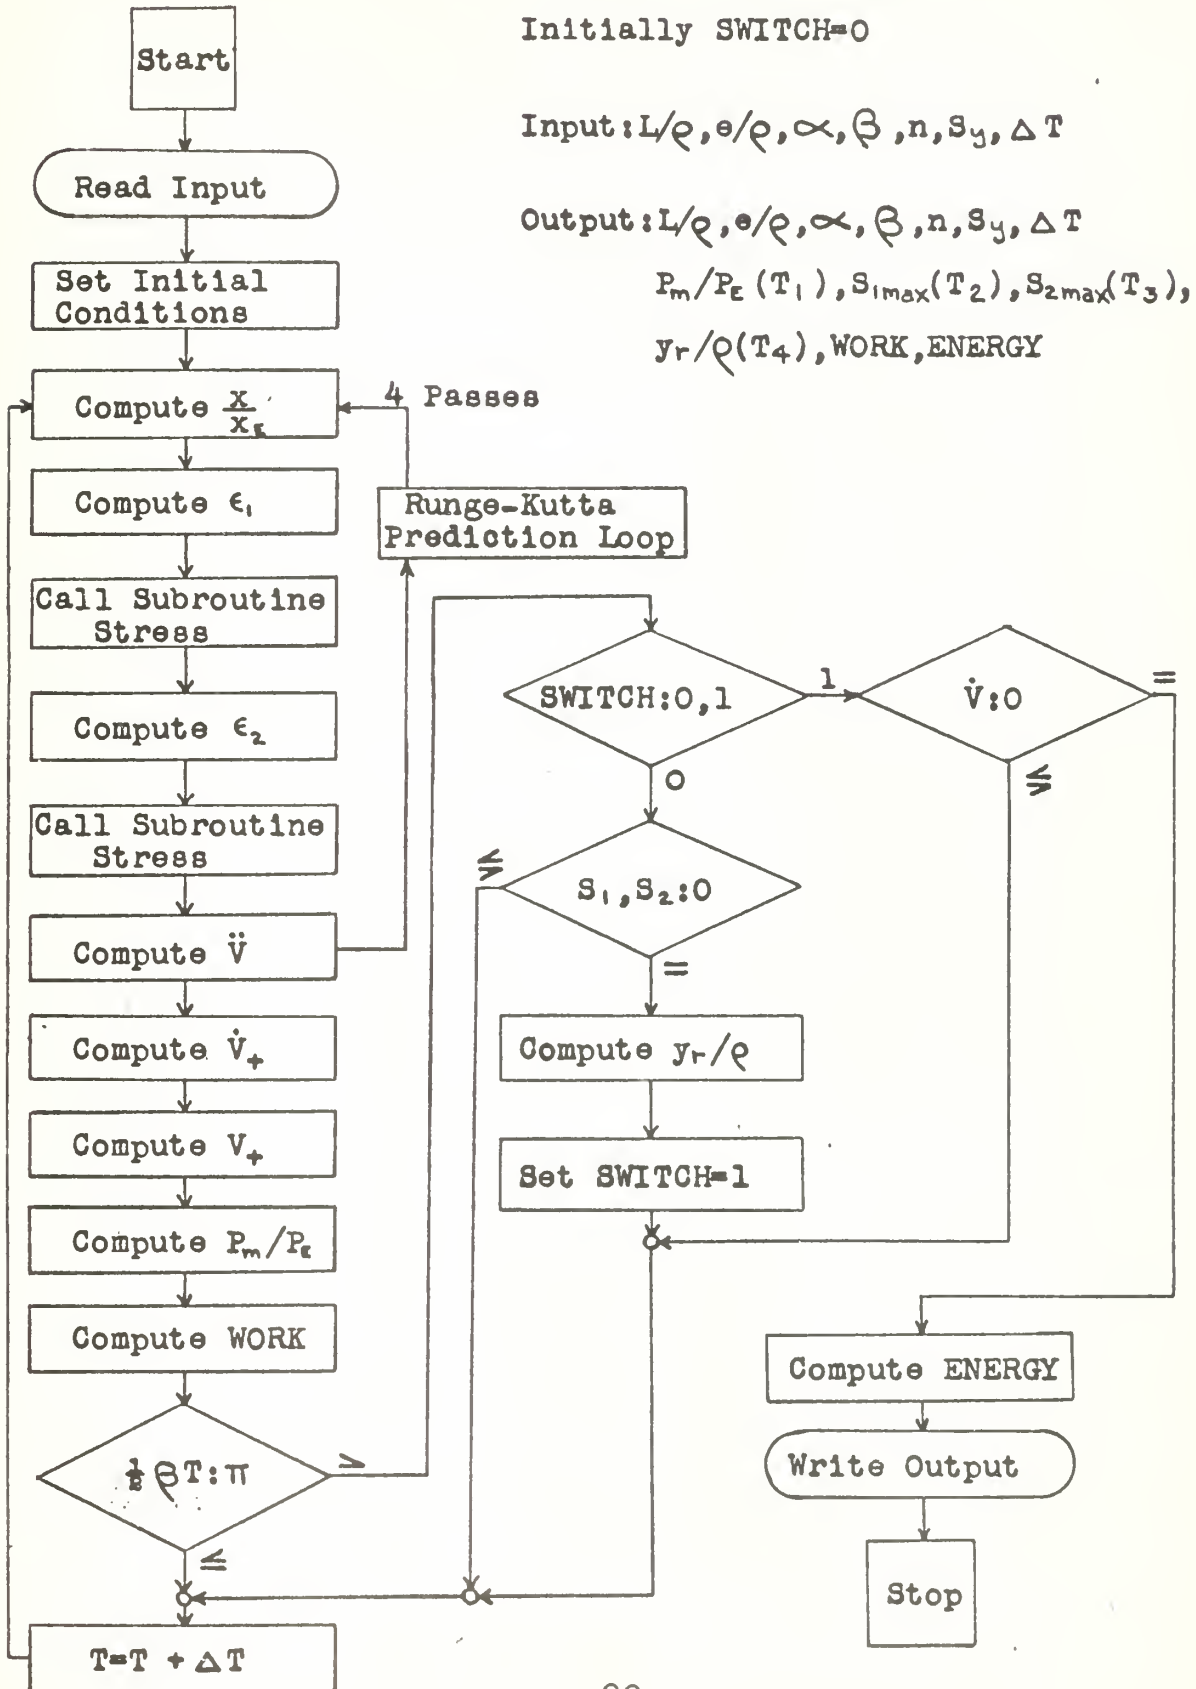 Initially SWITCH=0
Start
Input:L/ρ,e/ρ,∝,β,n,Sy,ΔT
Read Input
Output:L/ρ,e/ρ,∝,β,n,Sy,ΔT
Pm/PE(T1),S1max(T2),S2max(T3),
yr/ρ(T4),WORK,ENERGY
Set Initial
Conditions
Compute x/xE
4 Passes
Compute ϵ1
Runge-Kutta
Prediction Loop
Call Subroutine
Stress
SWITCH:0,1
1
V̇:0
=
0
≶
Compute ϵ2
Call Subroutine
Stress
S1,S2:0
≶
=
Compute V̈
Compute V̇+
Compute yr/ρ
Compute V+
Set SWITCH=1
Compute Pm/PE
Compute WORK
Compute ENERGY
½βT:π
>
≤
Write Output
Stop
T=T + ΔT